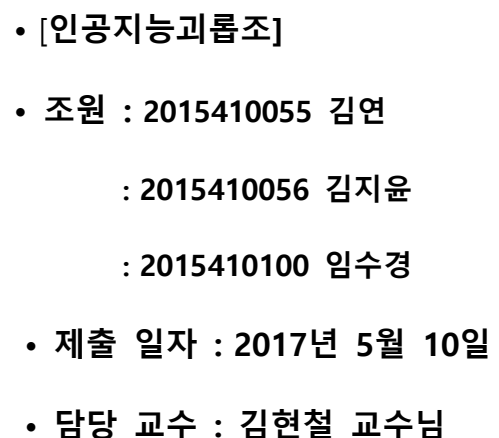 • [인공지능괴롭조]
• 조원 : 2015410055 김연
: 2015410056 김지윤
: 2015410100 임수경
• 제출 일자 : 2017년 5월 10일
• 담당 교수 : 김현철 교수님